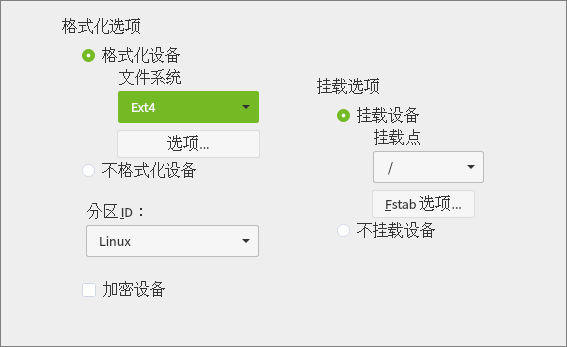 格式化选项
格式化设备
文件系统
Ext4
选项...
不格式化设备
分区 ID：
Linux
加密设备
挂载选项
挂载设备
挂载点
/
Fstab 选项...
不挂载设备